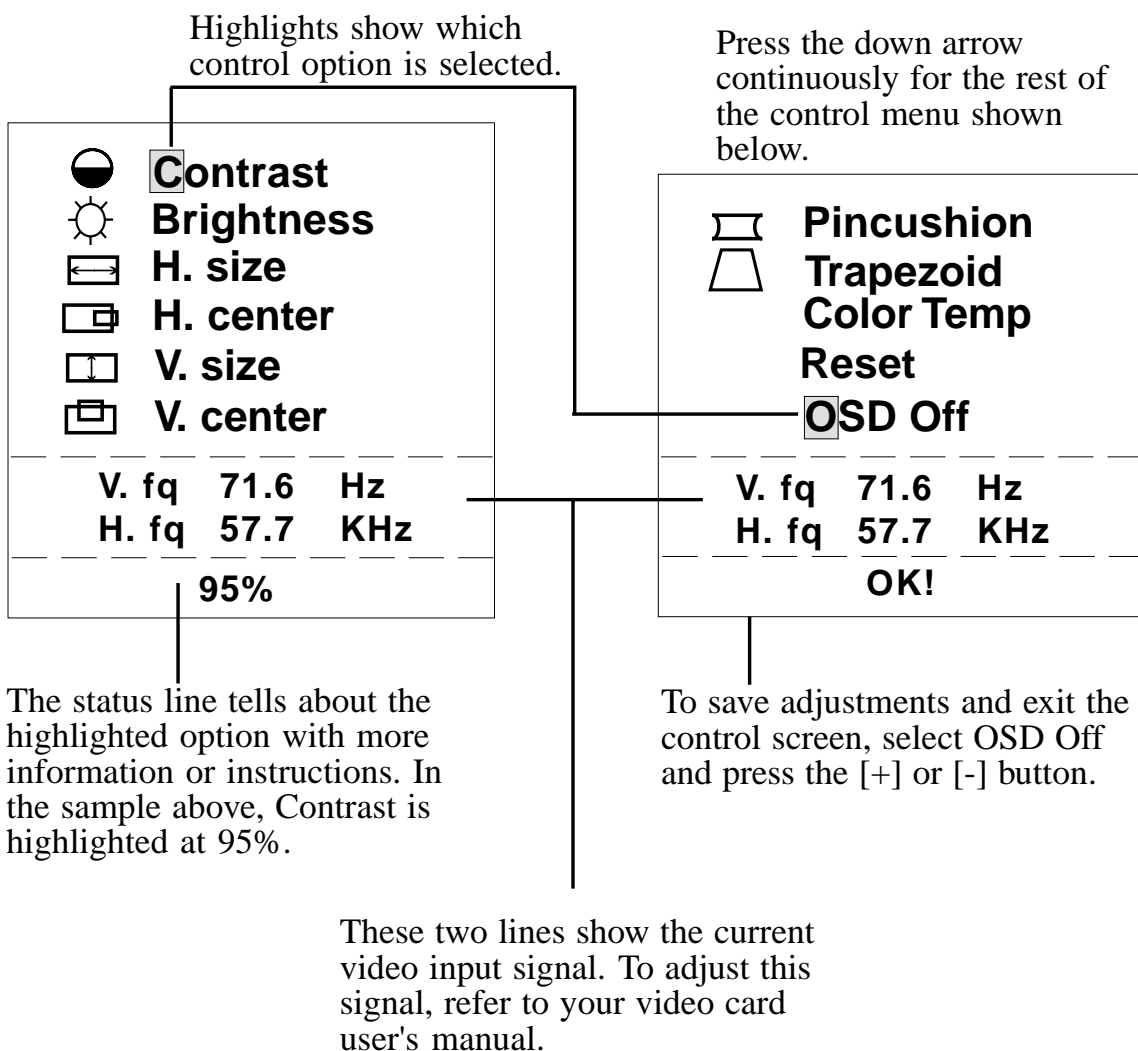 Highlights show which
control option is selected.
Press the down arrow
continuously for the rest of
the control menu shown
below.
Contrast
Brightness
H. size
H. center
V. size
V. center
V. fq 71.6 Hz
H. fq 57.7 KHz
95%
Pincushion
Trapezoid
Color Temp
Reset
OSD Off
V. fq 71.6 Hz
H. fq 57.7 KHz
OK!
The status line tells about the
highlighted option with more
information or instructions. In
the sample above, Contrast is
highlighted at 95%.
To save adjustments and exit the
control screen, select OSD Off
and press the [+] or [-] button.
These two lines show the current
video input signal. To adjust this
signal, refer to your video card
user's manual.